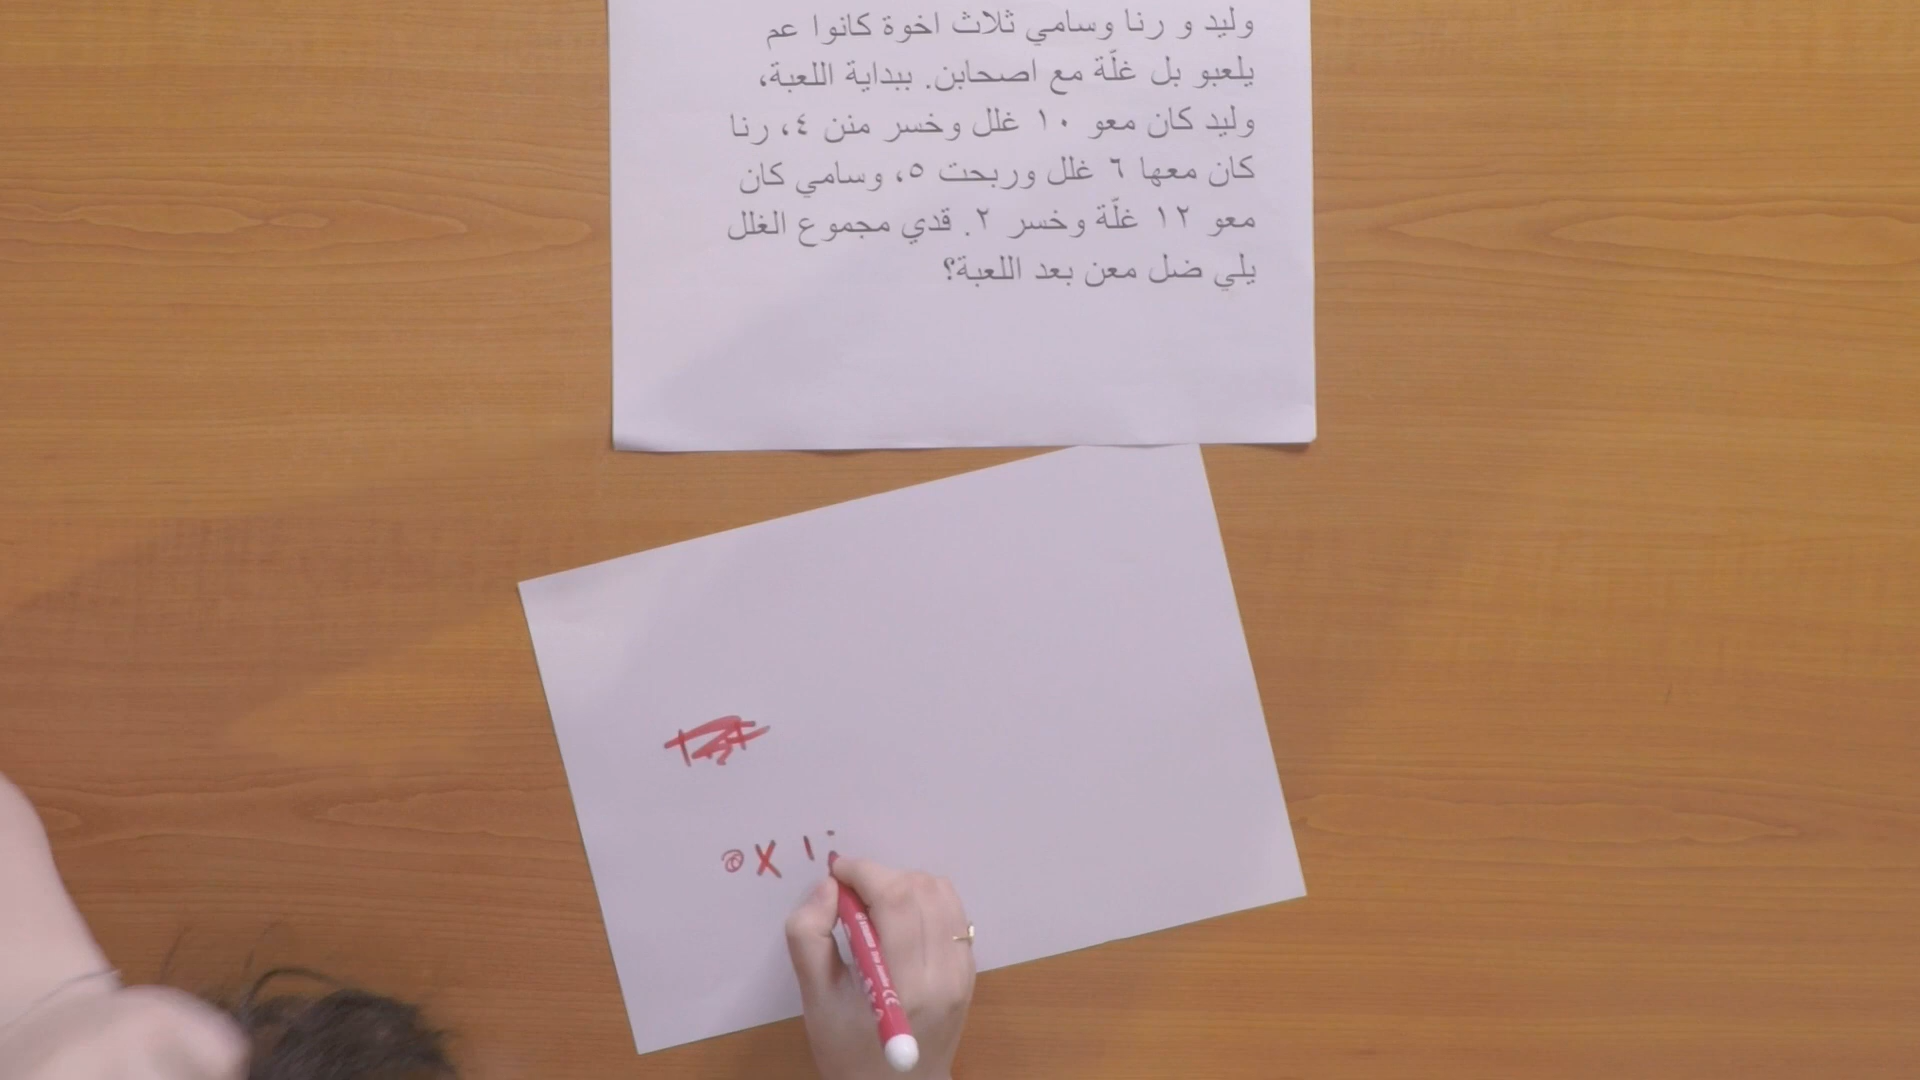 وليد و رنا وسامي ثلاث اخوة كانوا عم
يلعبو بل غلّة مع اصحابن. ببداية اللعبة،
وليد كان معو ١٠ غلل وخسر منن ٤، رنا
كان معها ٦ غلل وربحت ٥، وسامي كان
معو ١٢ غلّة وخسر ٢. قدي مجموع الغلل
يلي ضل معن بعد اللعبة؟
X